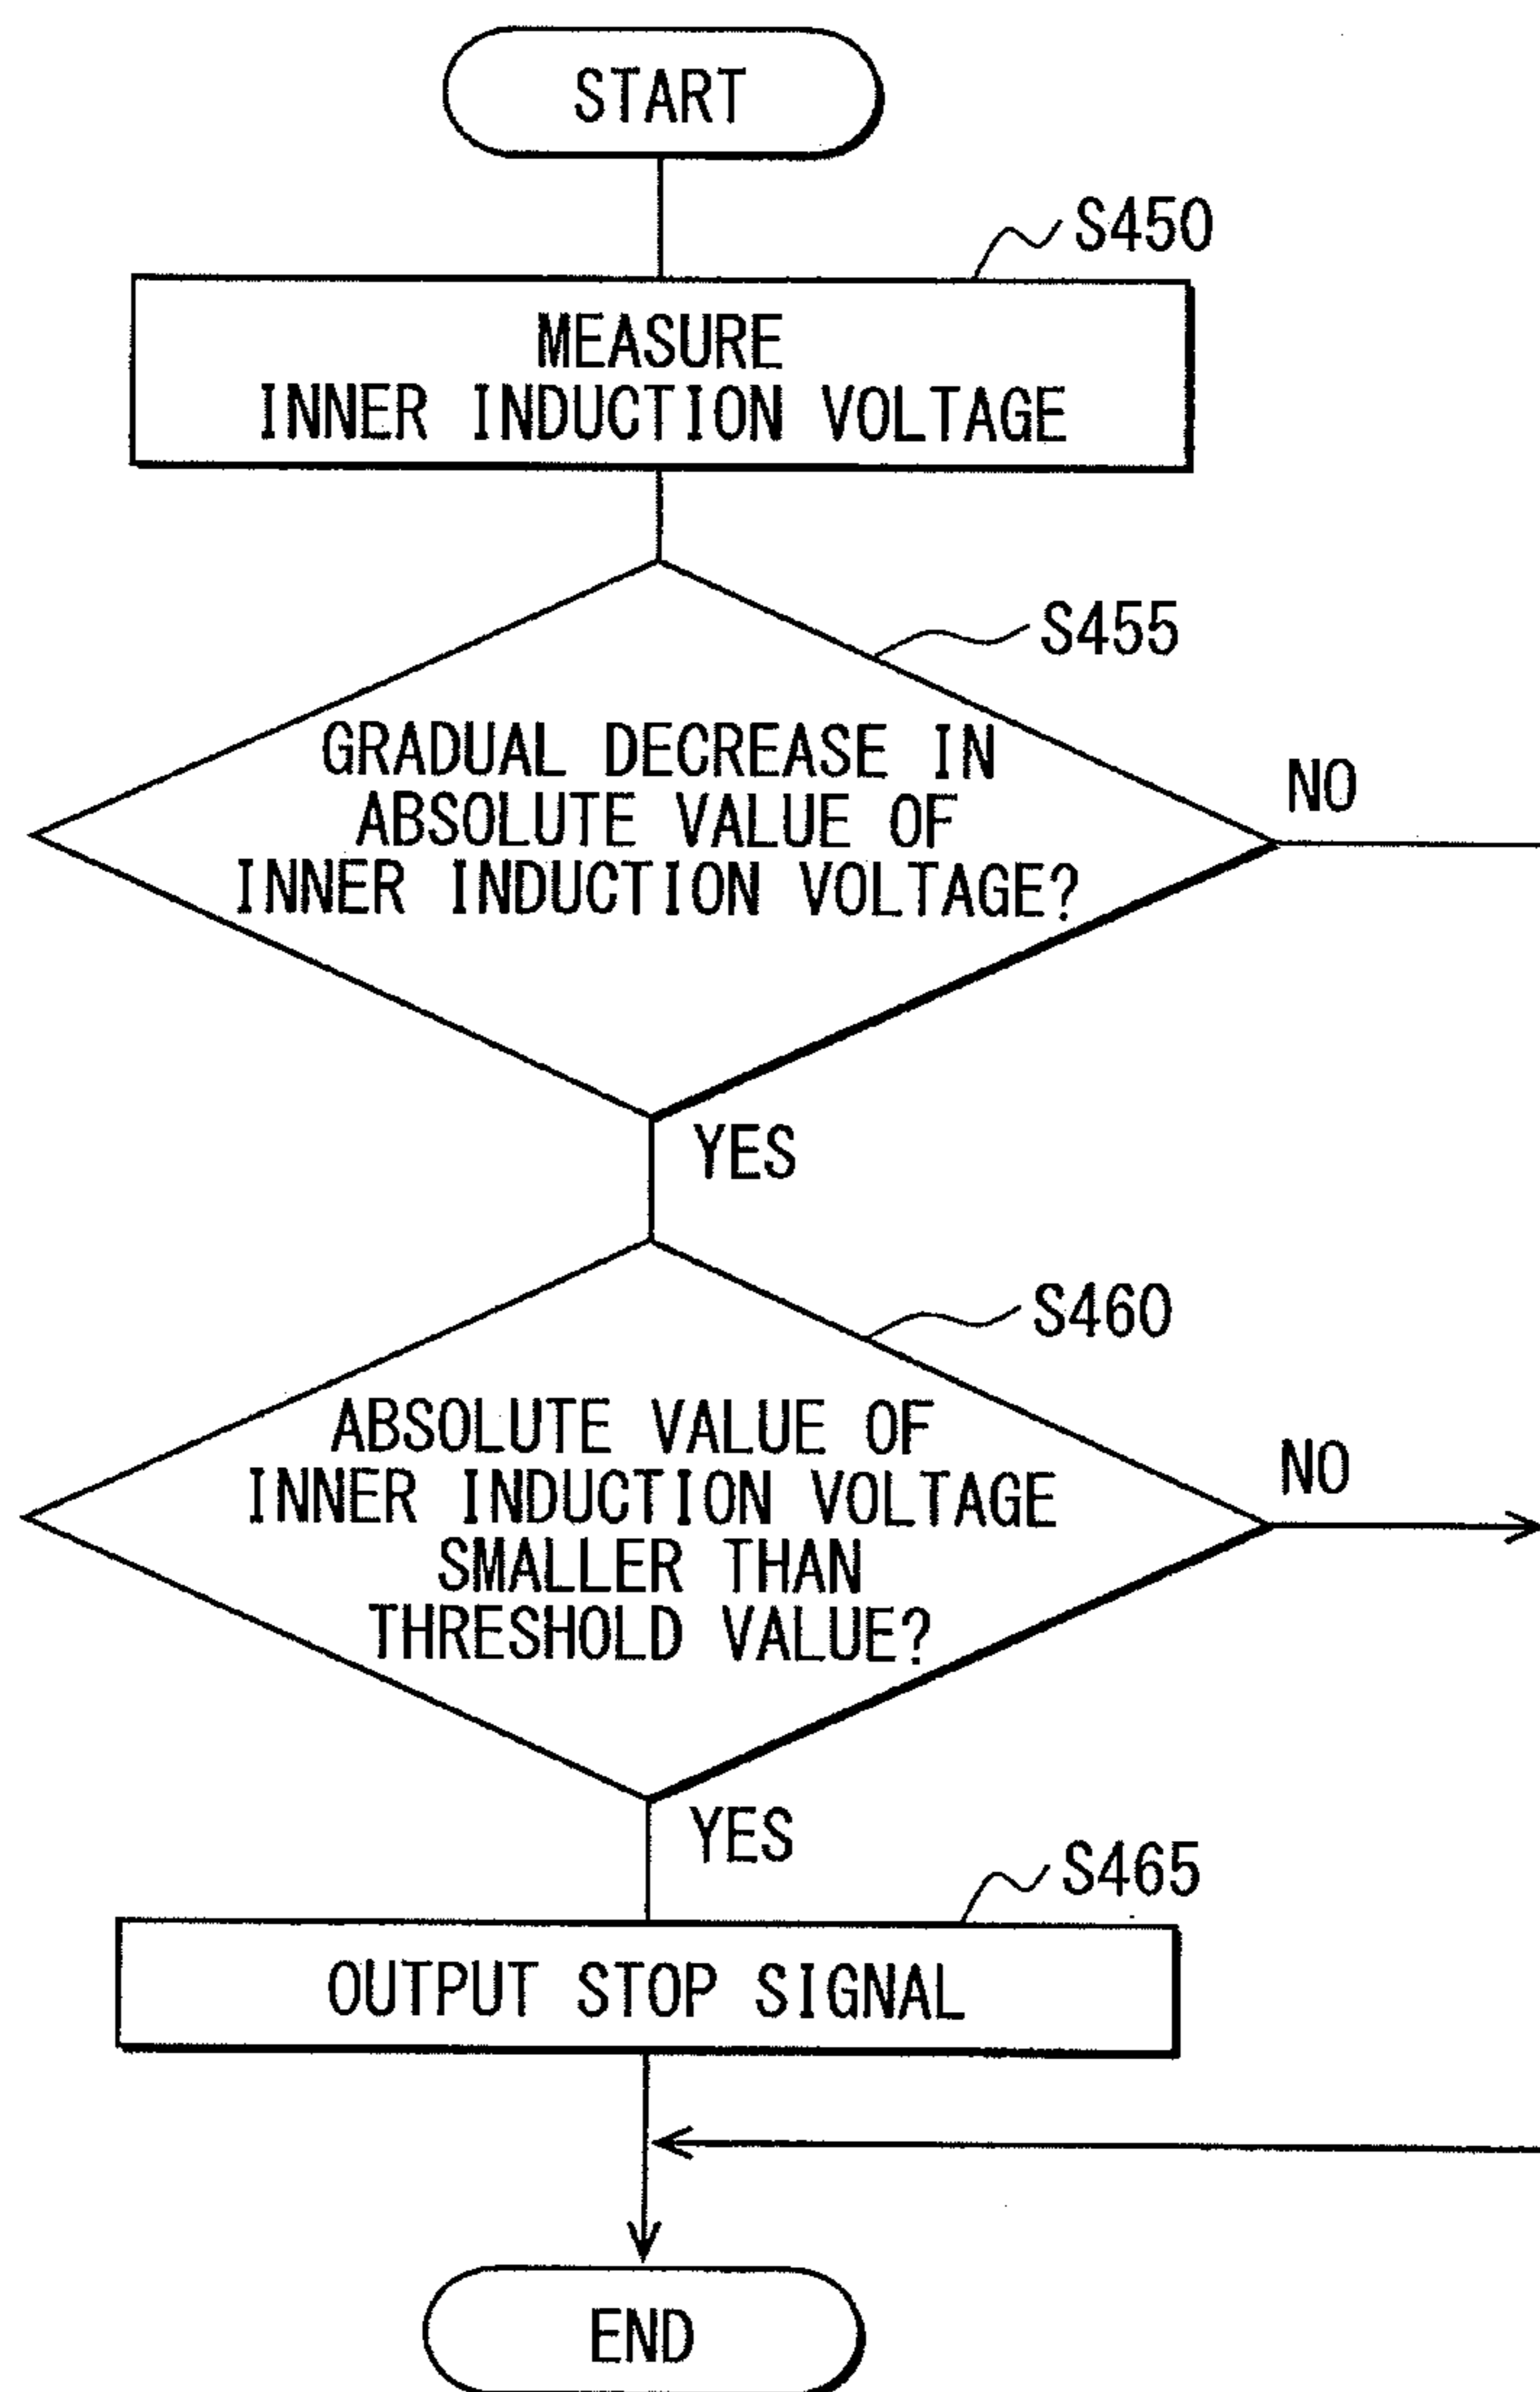 START
S450
MEASURE
INNER INDUCTION VOLTAGE
S455
GRADUAL DECREASE IN
ABSOLUTE VALUE OF
INNER INDUCTION VOLTAGE?
NO
YES
S460
ABSOLUTE VALUE OF
INNER INDUCTION VOLTAGE
SMALLER THAN
THRESHOLD VALUE?
NO
YES
S465
OUTPUT STOP SIGNAL
END